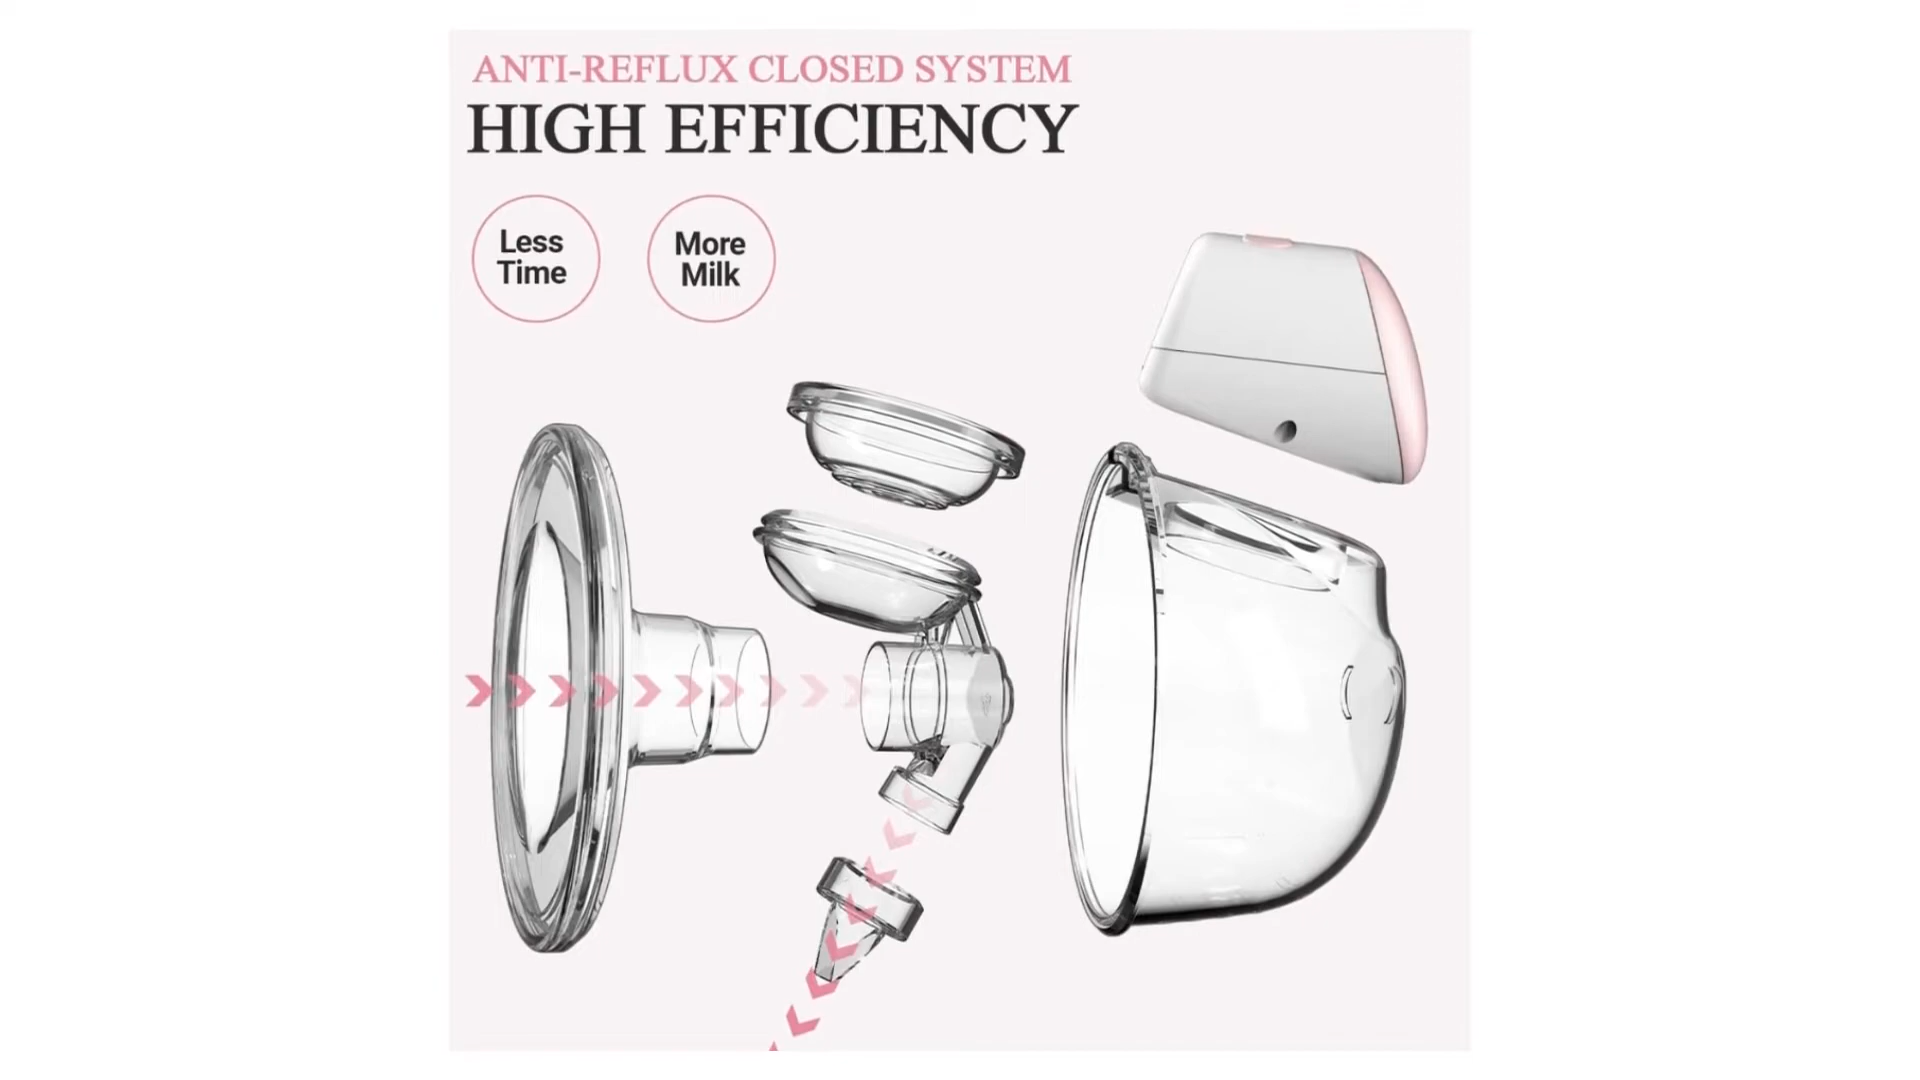 ANTI-REFLUX CLOSED SYSTEM
HIGH EFFICIENCY
Less
Time
More
Milk